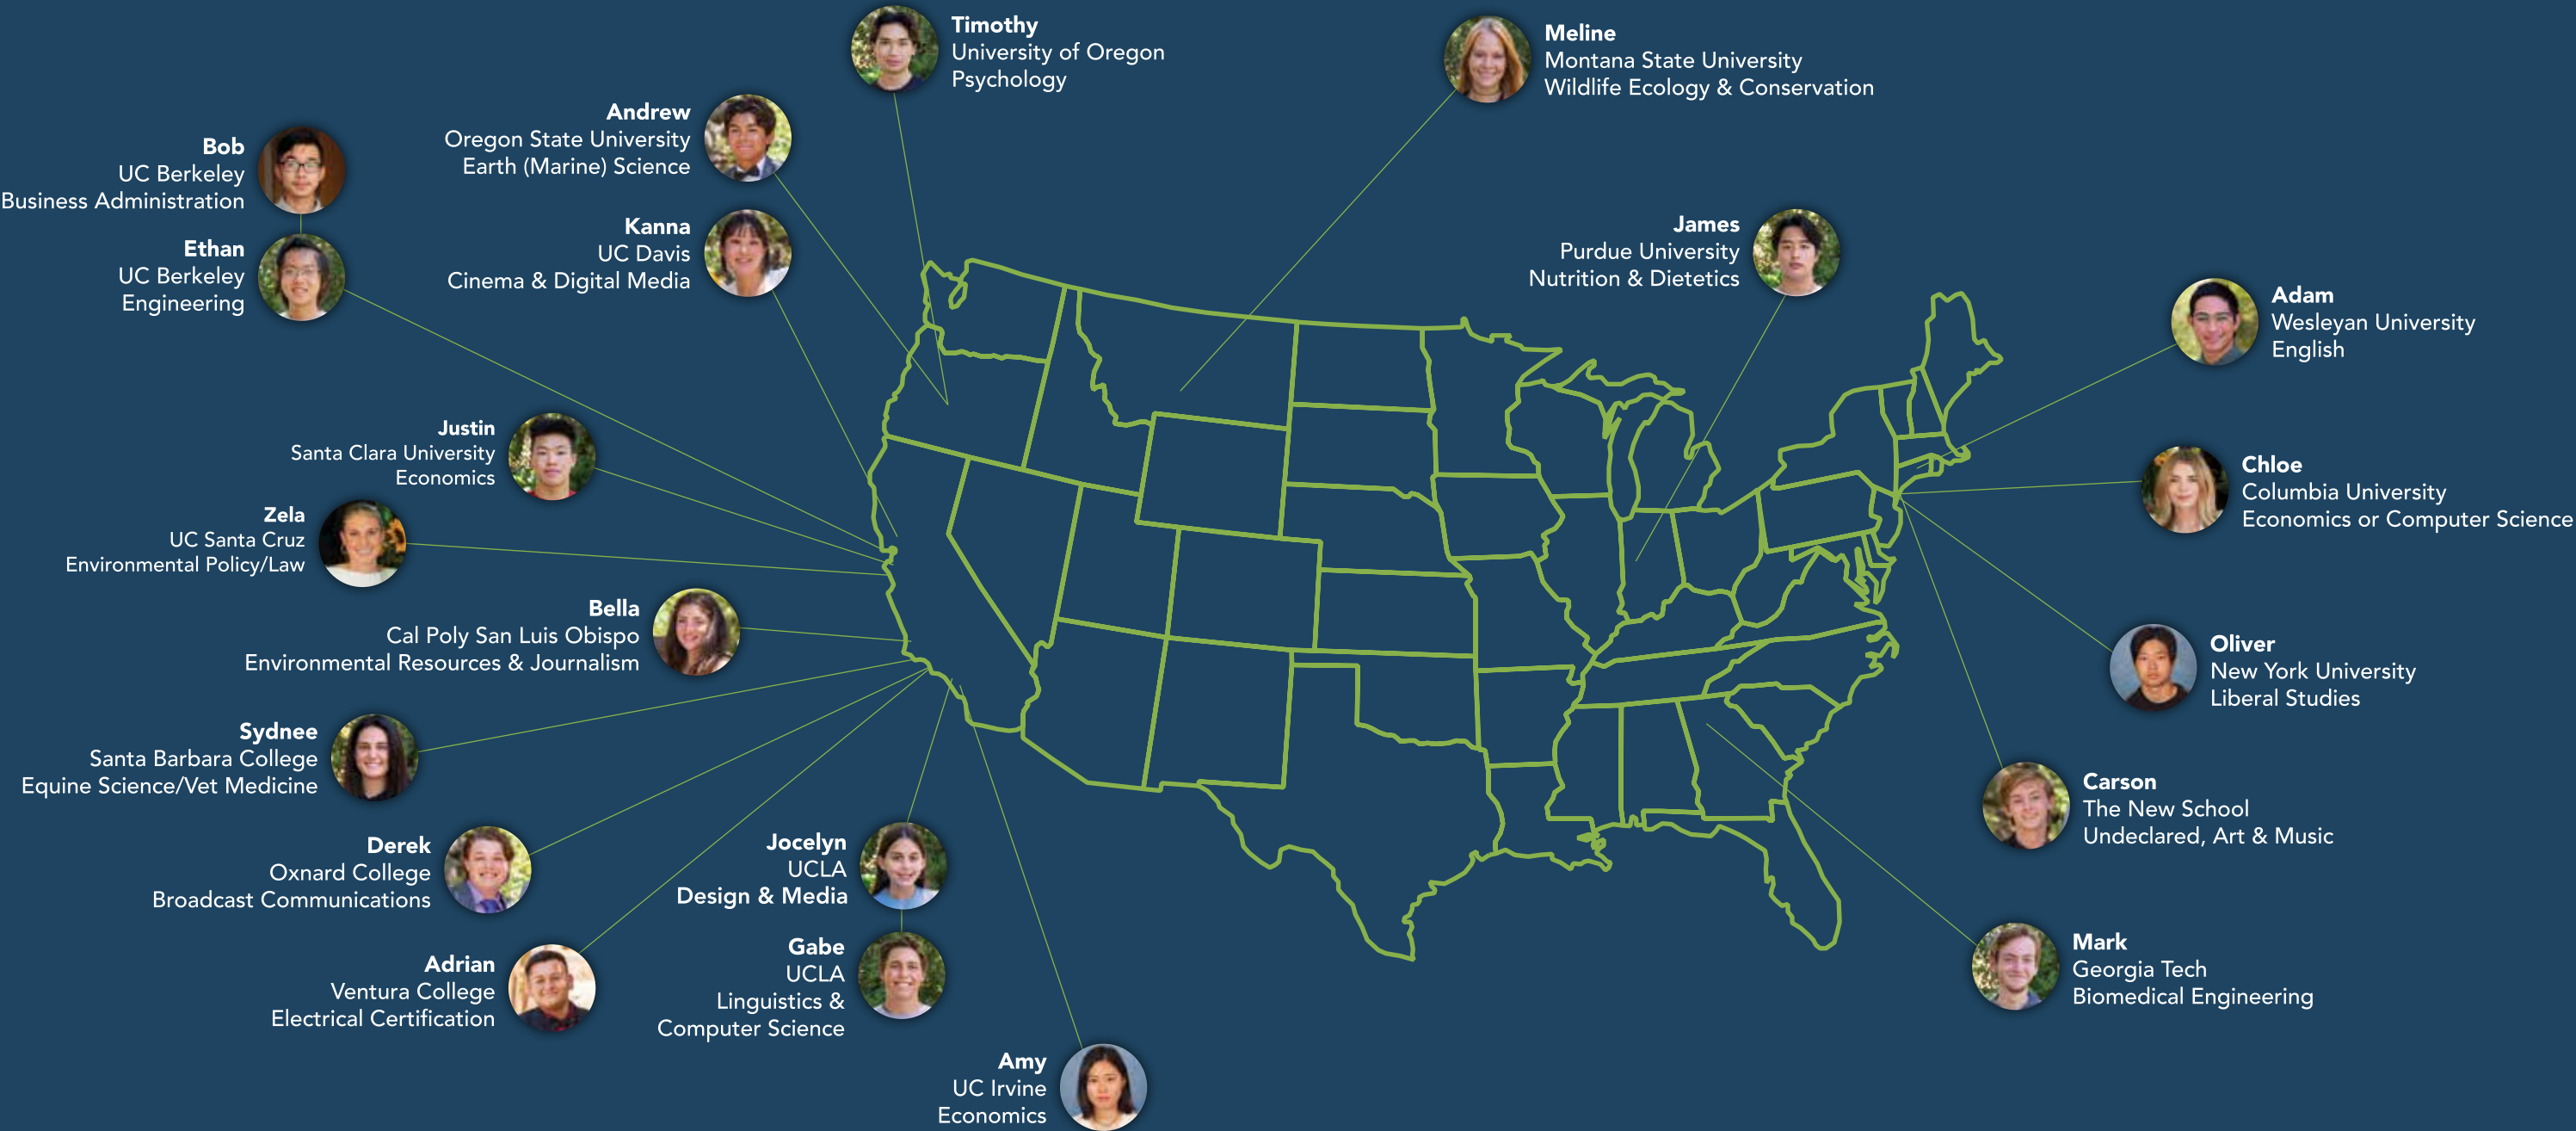 Timothy
University of Oregon
Psychology
Meline
Montana State University
Wildlife Ecology & Conservation
Andrew
Oregon State University
Earth (Marine) Science
Bob
UC Berkeley
Business Administration
Kanna
UC Davis
Cinema & Digital Media
James
Purdue University
Nutrition & Dietetics
Ethan
UC Berkeley
Engineering
Adam
Wesleyan University
English
Justin
Santa Clara University
Economics
Chloe
Columbia University
Economics or Computer Science
Zela
UC Santa Cruz
Environmental Policy/Law
Bella
Cal Poly San Luis Obispo
Environmental Resources & Journalism
Oliver
New York University
Liberal Studies
Sydnee
Santa Barbara College
Equine Science/Vet Medicine
Carson
The New School
Undeclared, Art & Music
Derek
Oxnard College
Broadcast Communications
Jocelyn
UCLA
Design & Media
Gabe
UCLA
Linguistics &
Computer Science
Mark
Georgia Tech
Biomedical Engineering
Adrian
Ventura College
Electrical Certification
Amy
UC Irvine
Economics